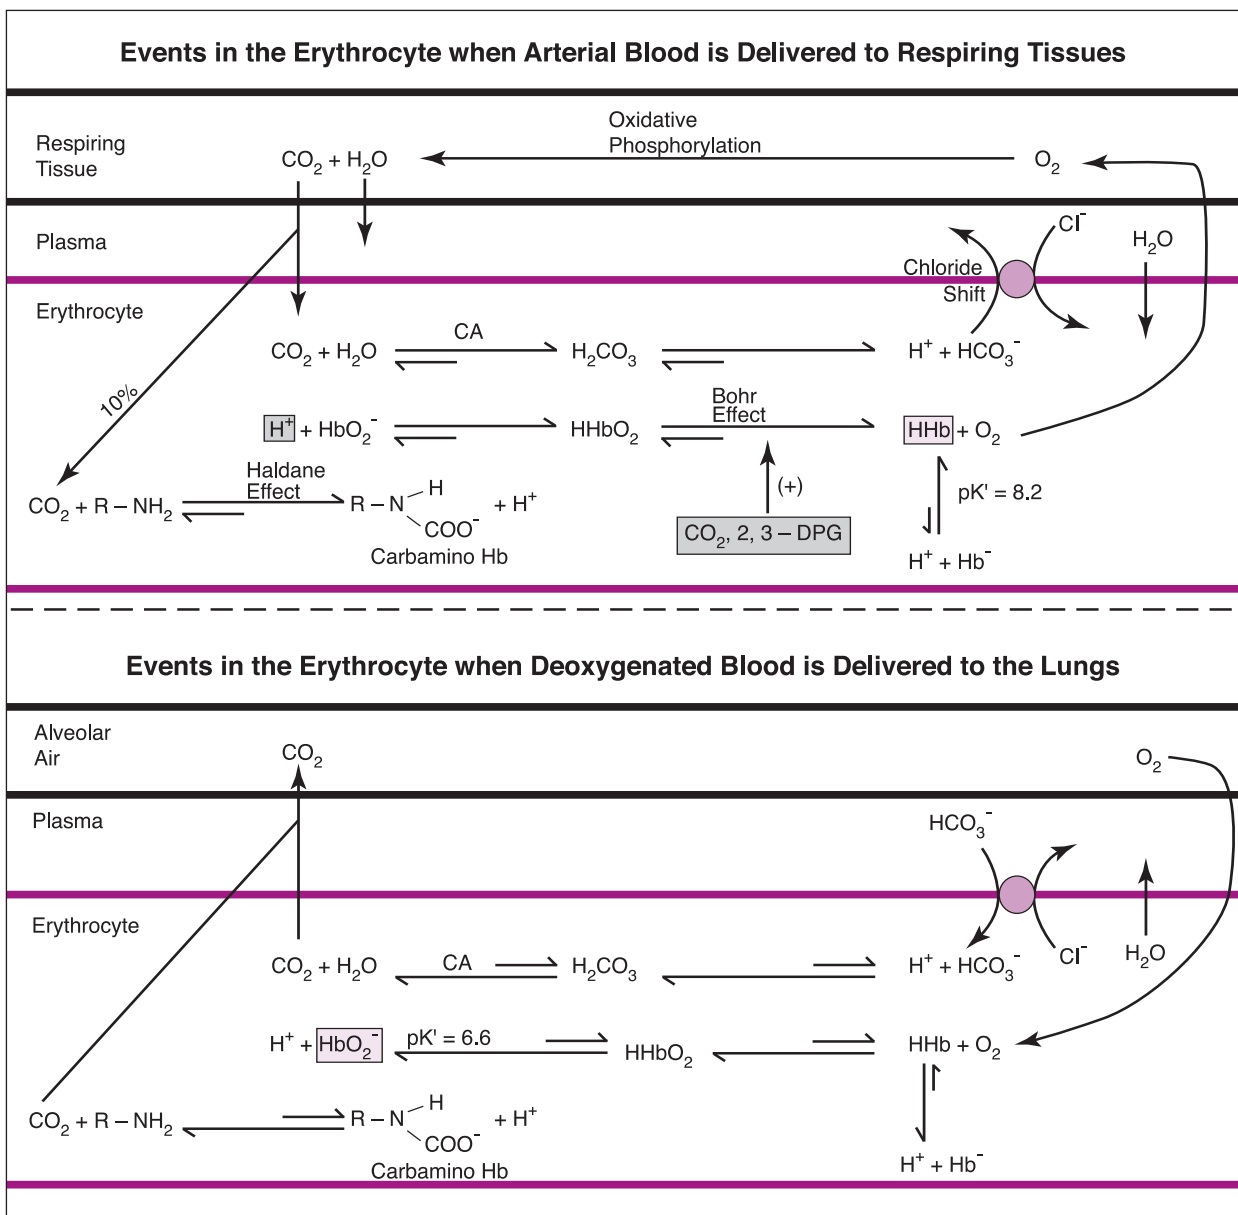 Events in the Erythrocyte when Arterial Blood is Delivered to Respiring Tissues
Respiring
Tissue
CO₂ + H₂O
Oxidative
Phosphorylation
O₂
Plasma
Cl⁻
H₂O
Chloride
Shift
Erythrocyte
CO₂ + H₂O
CA
H₂CO₃
H⁺ + HCO₃⁻
10%
H⁺ + HbO₂⁻
HHbO₂
Bohr
Effect
HHb + O₂
CO₂ + R – NH₂
Haldane
Effect
R – N
H
COO⁻
+ H⁺
Carbamino Hb
(+)
CO₂, 2, 3 – DPG
pK' = 8.2
H⁺ + Hb⁻
Events in the Erythrocyte when Deoxygenated Blood is Delivered to the Lungs
Alveolar
Air
CO₂
O₂
Plasma
HCO₃⁻
Erythrocyte
CO₂ + H₂O
CA
H₂CO₃
H⁺ + HCO₃⁻
Cl⁻
H₂O
H⁺ + HbO₂⁻
pK' = 6.6
HHbO₂
HHb + O₂
CO₂ + R – NH₂
R – N
H
COO⁻
+ H⁺
Carbamino Hb
H⁺ + Hb⁻